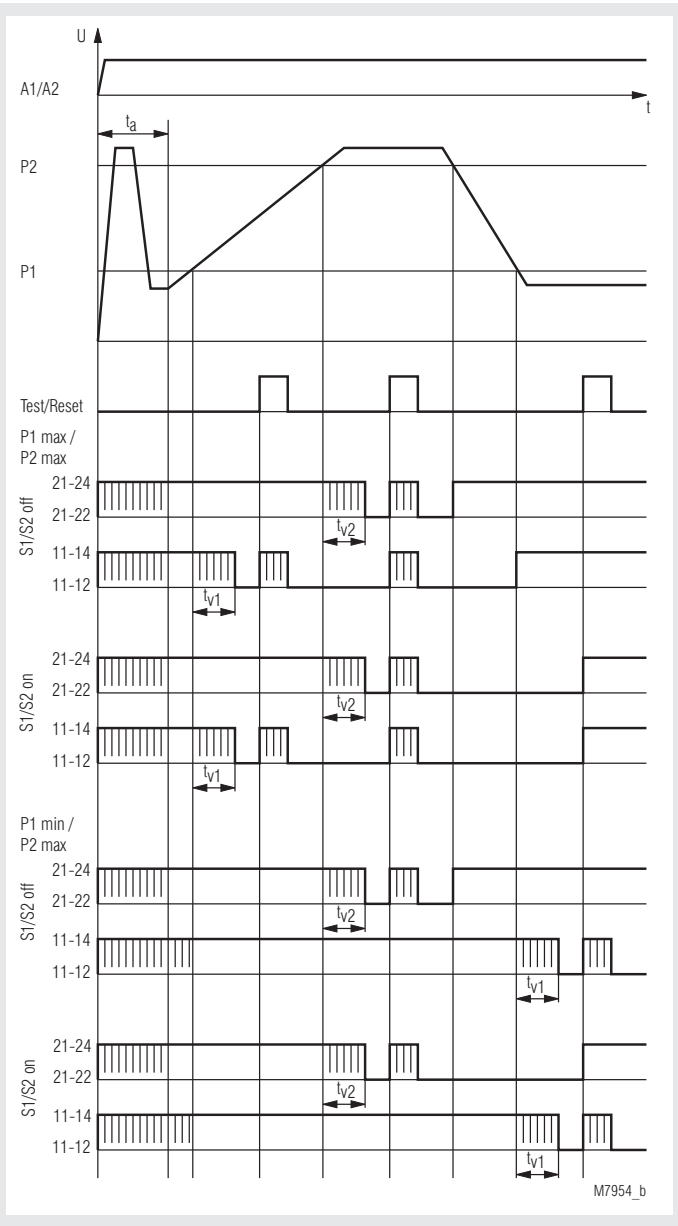 U
A1/A2
t
ta
P2
P1
Test/Reset
P1 max /
P2 max
S1/S2 off
21-24
21-22
tv2
11-14
11-12
tv1
S1/S2 on
21-24
21-22
tv2
11-14
11-12
tv1
P1 min /
P2 max
S1/S2 off
21-24
21-22
tv2
11-14
11-12
tv1
S1/S2 on
21-24
21-22
tv2
11-14
11-12
tv1
M7954_b